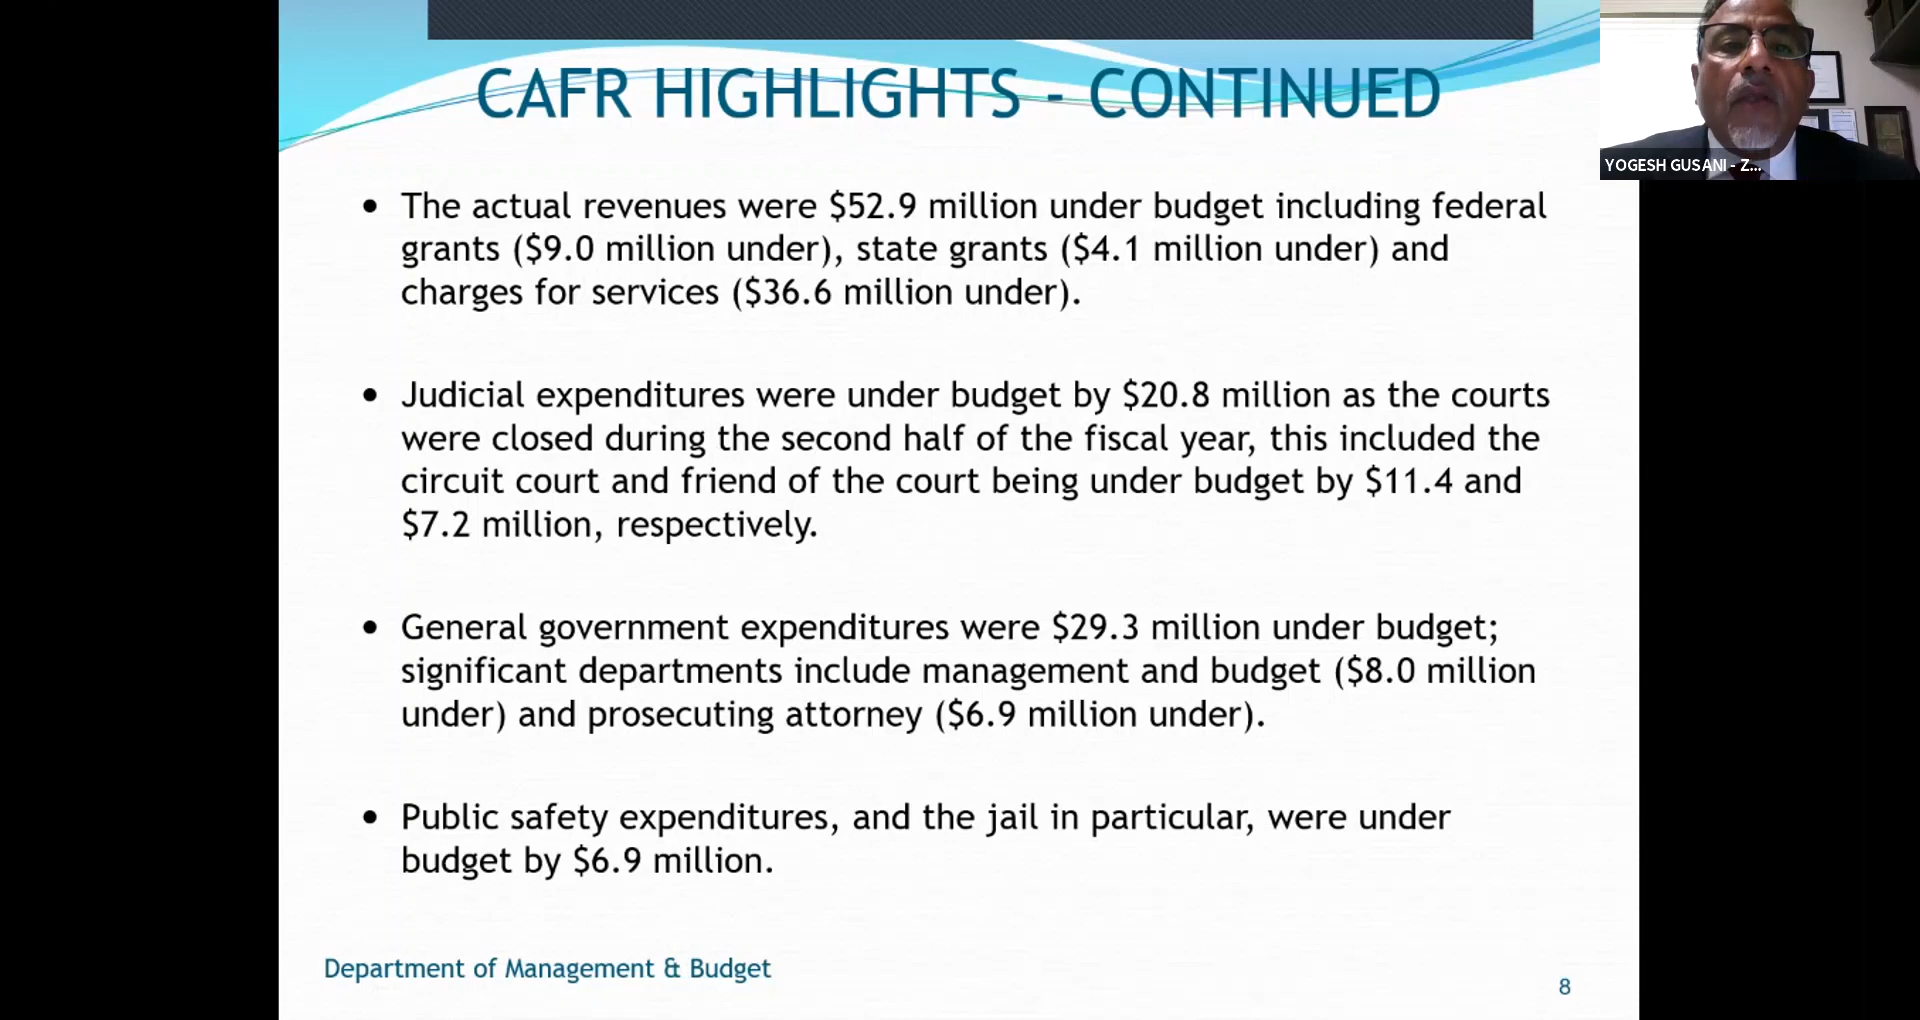 CAFR HIGHLIGHTS - CONTINUED
YOGESH GUSANI - Z...
• The actual revenues were $52.9 million under budget including federal
grants ($9.0 million under), state grants ($4.1 million under) and
charges for services ($36.6 million under).
• Judicial expenditures were under budget by $20.8 million as the courts
were closed during the second half of the fiscal year, this included the
circuit court and friend of the court being under budget by $11.4 and
$7.2 million, respectively.
• General government expenditures were $29.3 million under budget;
significant departments include management and budget ($8.0 million
under) and prosecuting attorney ($6.9 million under).
• Public safety expenditures, and the jail in particular, were under
budget by $6.9 million.
Department of Management & Budget
8